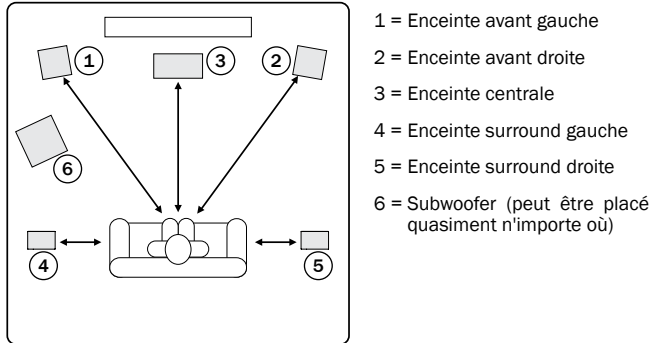 1
3
2
6
4
5
1 = Enceinte avant gauche
2 = Enceinte avant droite
3 = Enceinte centrale
4 = Enceinte surround gauche
5 = Enceinte surround droite
6 = Subwoofer (peut être placé
quasiment n'importe où)